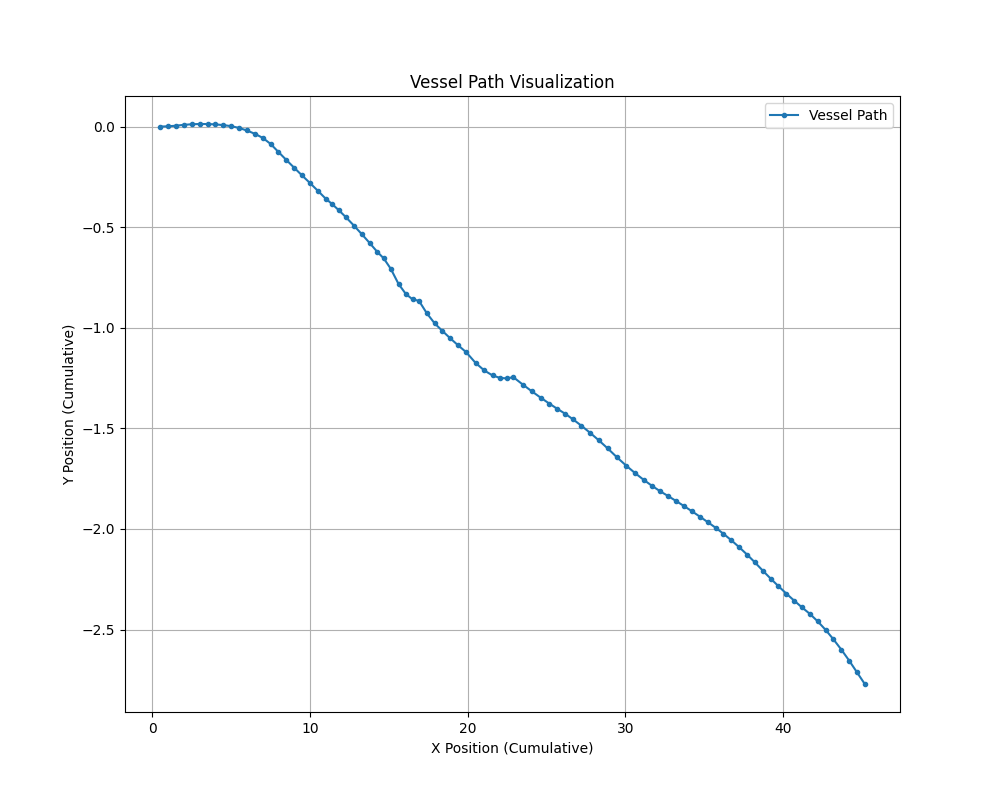 Vessel Path Visualization
Vessel Path
0.0
−0.5
−1.0
−1.5
−2.0
−2.5
Y Position (Cumulative)
0 10 20 30 40
X Position (Cumulative)